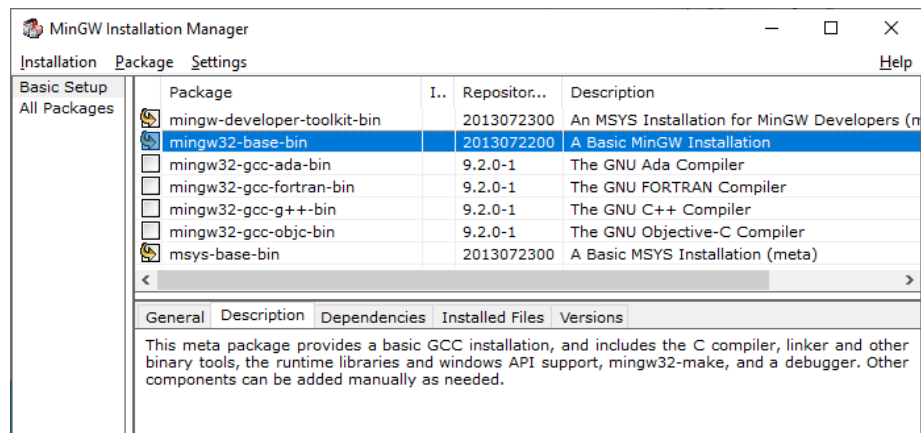 MinGW Installation Manager
Installation Package Settings Help
Basic Setup
All Packages
Package I.. Repositor... Description
mingw-developer-toolkit-bin 2013072300 An MSYS Installation for MinGW Developers (m
mingw32-base-bin 2013072200 A Basic MinGW Installation
mingw32-gcc-ada-bin 9.2.0-1 The GNU Ada Compiler
mingw32-gcc-fortran-bin 9.2.0-1 The GNU FORTRAN Compiler
mingw32-gcc-g++-bin 9.2.0-1 The GNU C++ Compiler
mingw32-gcc-objc-bin 9.2.0-1 The GNU Objective-C Compiler
msys-base-bin 2013072300 A Basic MSYS Installation (meta)
General Description Dependencies Installed Files Versions
This meta package provides a basic GCC installation, and includes the C compiler, linker and other
binary tools, the runtime libraries and windows API support, mingw32-make, and a debugger. Other
components can be added manually as needed.